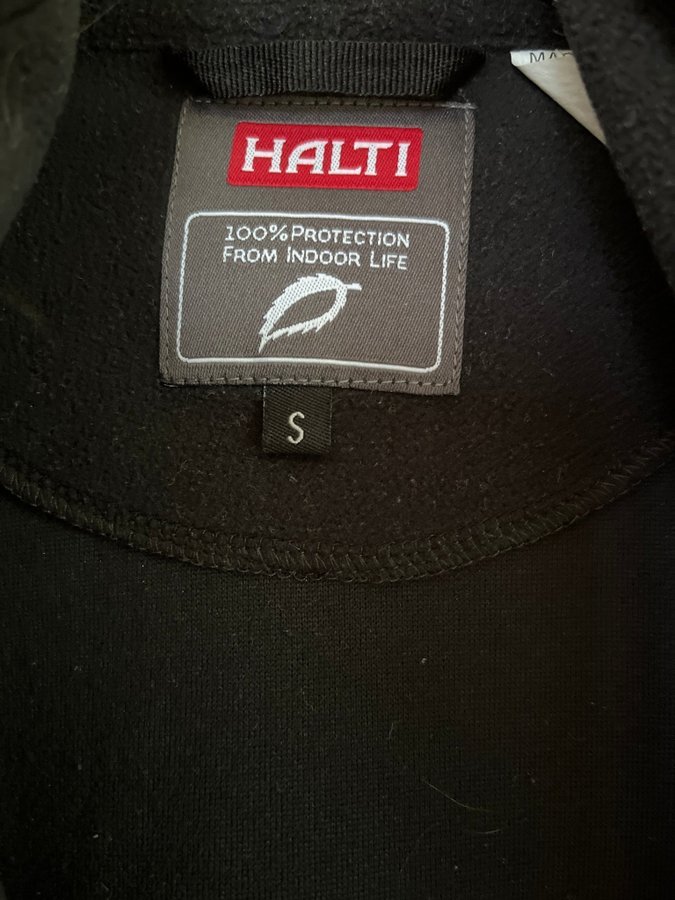 HALTI
100% PROTECTION
FROM INDOOR LIFE
S